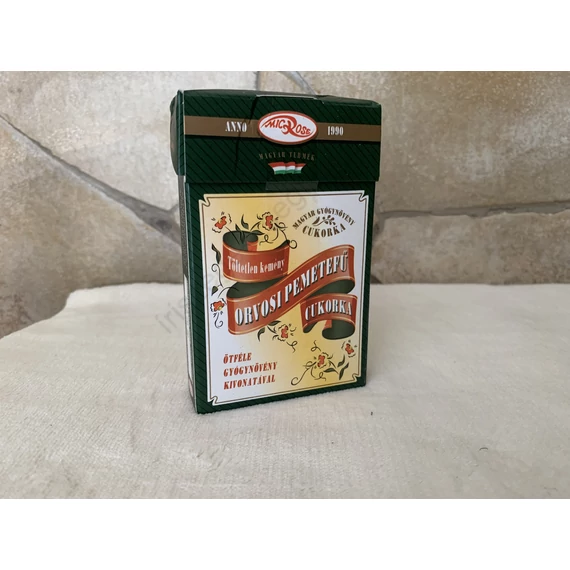 ANNO MICROSE 1990
MAGYAR TERMÉK
MAGYAR GYÓGYNÖVÉNY
CUKORKA
Töltetlen kemény
ORVOSI PEMETEFŰ
CUKORKA
ÖTFÉLE
GYÓGYNÖVÉNY
KIVONATÁVAL